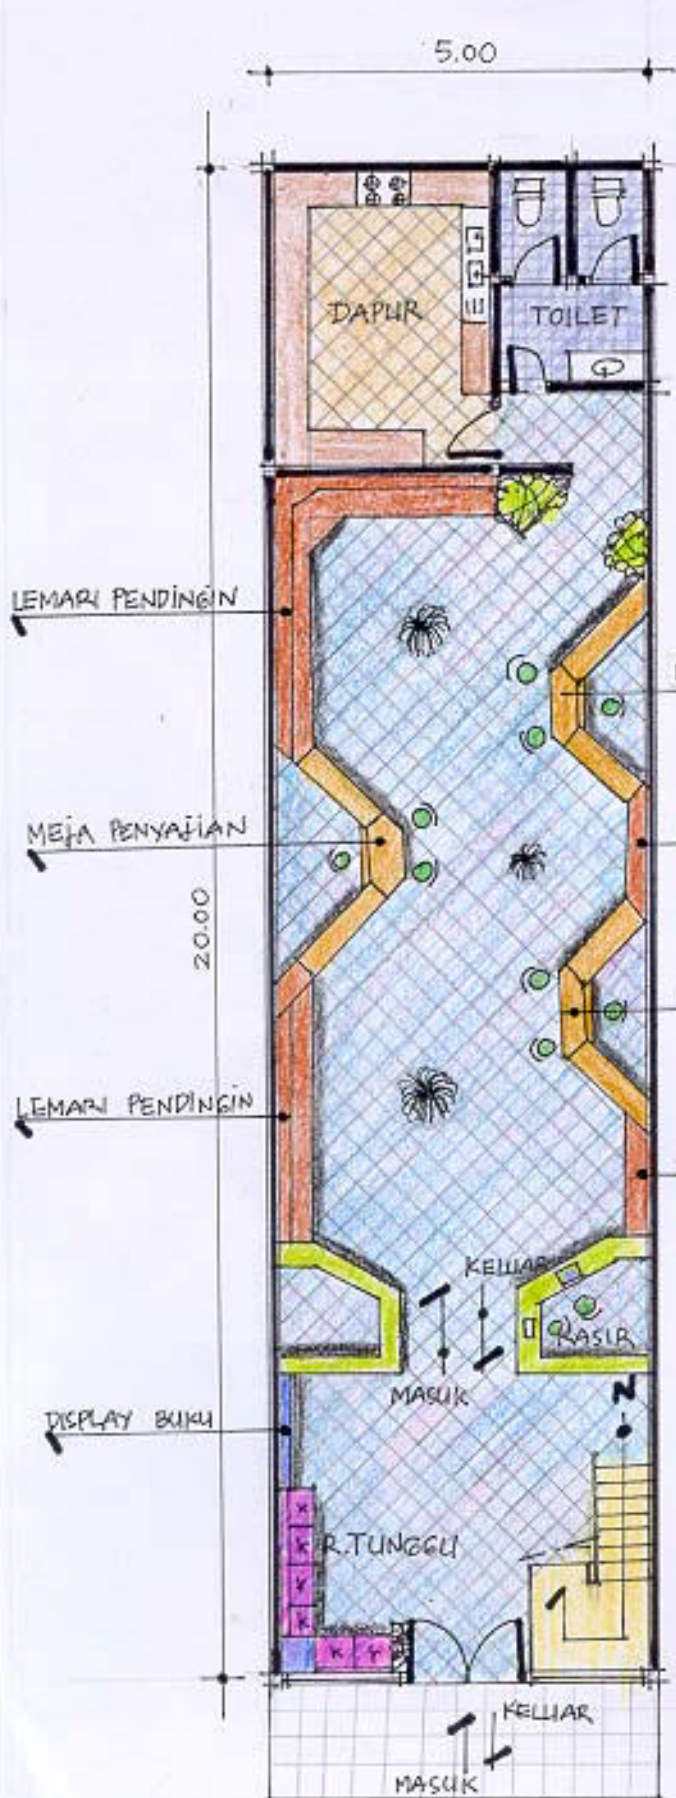 5.00
DAPUR
TOILET
LEMARI PENDINGIN
MEJA PENYAJIAN
20.00
LEMARI PENDINGIN
KELUAR
KASIR
MASUK
DISPLAY BUKU
R.TUNGGU
KELUAR
MASUK